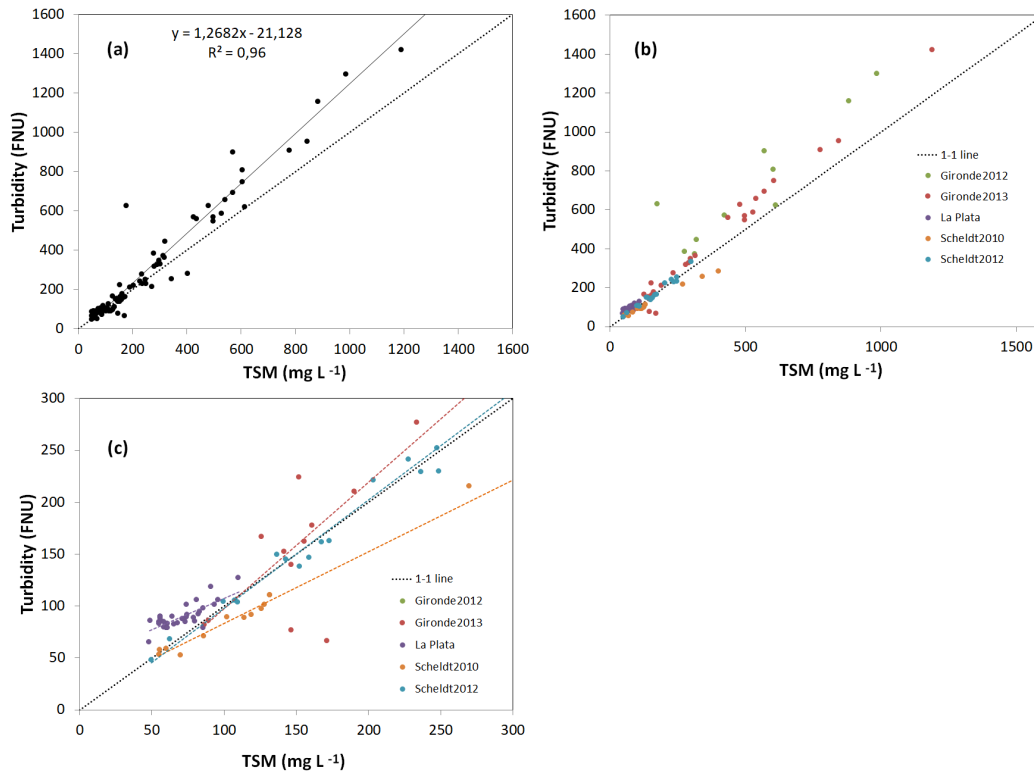 (a)
y = 1,2682x - 21,128
R² = 0,96
Turbidity (FNU)
1600
1400
1200
1000
800
600
400
200
0
0 200 400 600 800 1000 1200 1400 1600
TSM (mg L -1)
(b)
Turbidity (FNU)
1600
1400
1200
1000
800
600
400
200
0
1-1 line
Gironde2012
Gironde2013
La Plata
Scheldt2010
Scheldt2012
0 500 1000 1500
TSM (mg L -1)
(c)
Turbidity (FNU)
300
250
200
150
100
50
0
1-1 line
Gironde2012
Gironde2013
La Plata
Scheldt2010
Scheldt2012
0 50 100 150 200 250 300
TSM (mg L -1)